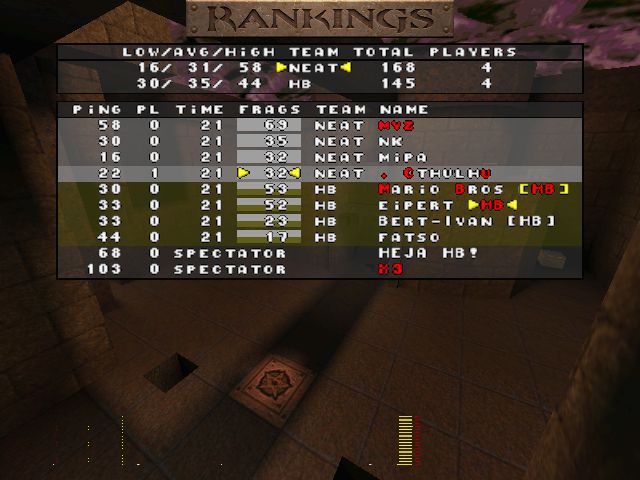 RANKINGS
LOW/AVG/HiGH TEAM TOTAL PLAYERS
16/ 31/ 58 ▶NEAT◀ 168 4
30/ 35/ 44 HB 145 4
PiNG PL TiME FRAGS TEAM NAME
58 0 21 69 NEAT MVZ
30 0 21 35 NEAT NK
16 0 21 32 NEAT MiPA
22 1 21 ▶ 32◀ NEAT . CTHULHU
30 0 21 53 HB MARiO BROS [HB]
33 0 21 52 HB EiPERT ▶HB◀
33 0 21 23 HB BERT-iVAN [HB]
44 0 21 17 HB FATSO
68 0 SPECTATOR HEJA HB!
103 0 SPECTATOR X3